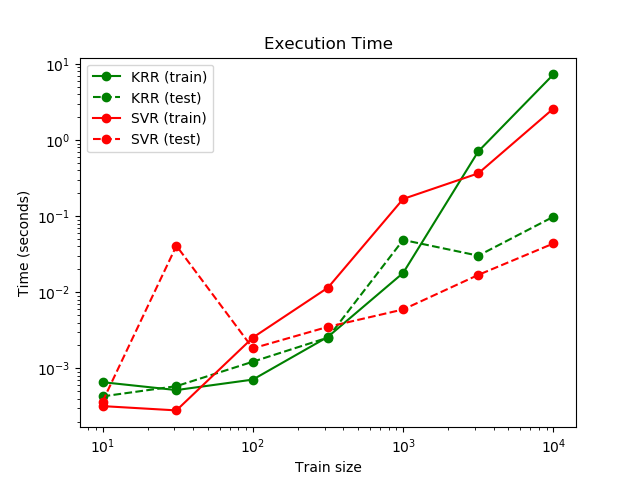 Execution Time
KRR (train)
KRR (test)
SVR (train)
SVR (test)
Time (seconds)
10¹
10⁰
10⁻¹
10⁻²
10⁻³
10¹ 10² 10³ 10⁴
Train size